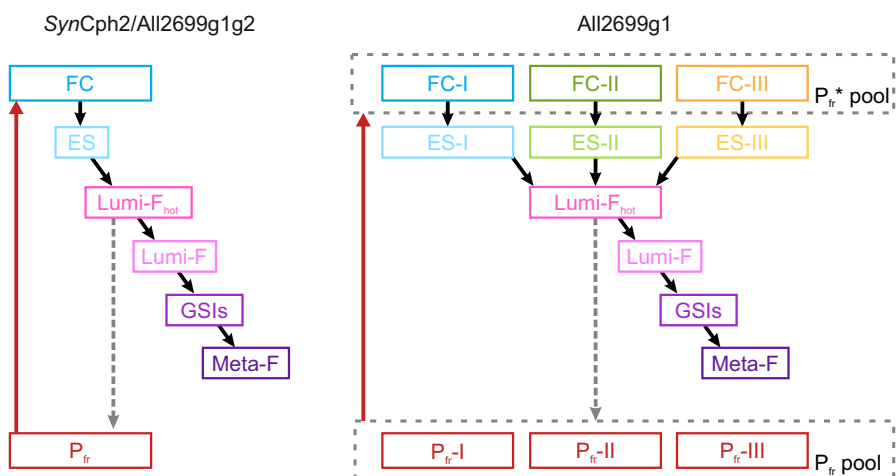 SynCph2/All2699g1g2
FC
ES
Lumi-Fhot
Lumi-F
GSIs
Meta-F
Pfr
All2699g1
FC-I FC-II FC-III
Pfr* pool
ES-I ES-II ES-III
Lumi-Fhot
Lumi-F
GSIs
Meta-F
Pfr-I Pfr-II Pfr-III
Pfr pool